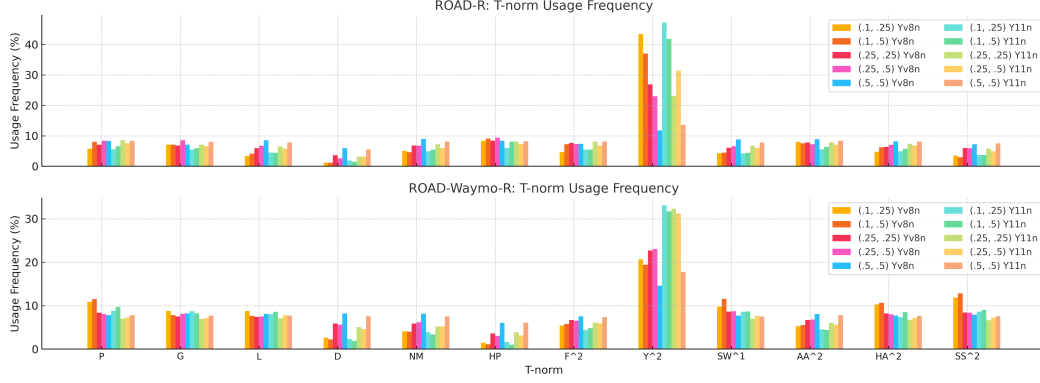 ROAD-R: T-norm Usage Frequency
Usage Frequency (%)
40
30
20
10
0
(.1, .25) Yv8n
(.1, .5) Yv8n
(.25, .25) Yv8n
(.25, .5) Yv8n
(.5, .5) Yv8n
(.1, .25) Y11n
(.1, .5) Y11n
(.25, .25) Y11n
(.25, .5) Y11n
(.5, .5) Y11n
ROAD-Waymo-R: T-norm Usage Frequency
Usage Frequency (%)
30
20
10
0
(.1, .25) Yv8n
(.1, .5) Yv8n
(.25, .25) Yv8n
(.25, .5) Yv8n
(.5, .5) Yv8n
(.1, .25) Y11n
(.1, .5) Y11n
(.25, .25) Y11n
(.25, .5) Y11n
(.5, .5) Y11n
P G L D NM HP F^2 Y^2 SW^1 AA^2 HA^2 SS^2
T-norm